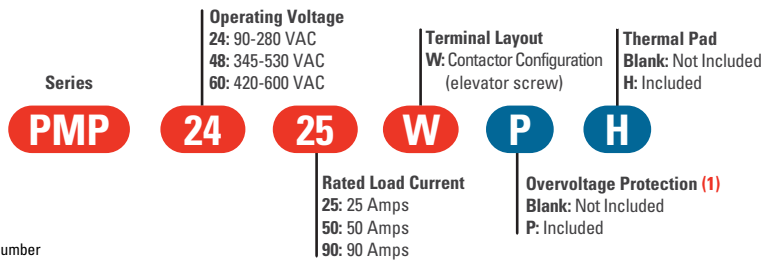 Operating Voltage
24: 90-280 VAC
48: 345-530 VAC
60: 420-600 VAC
Terminal Layout
W: Contactor Configuration
(elevator screw)
Thermal Pad
Blank: Not Included
H: Included
Series
PMP 24 25 W P H
Rated Load Current
25: 25 Amps
50: 50 Amps
90: 90 Amps
Overvoltage Protection (1)
Blank: Not Included
P: Included